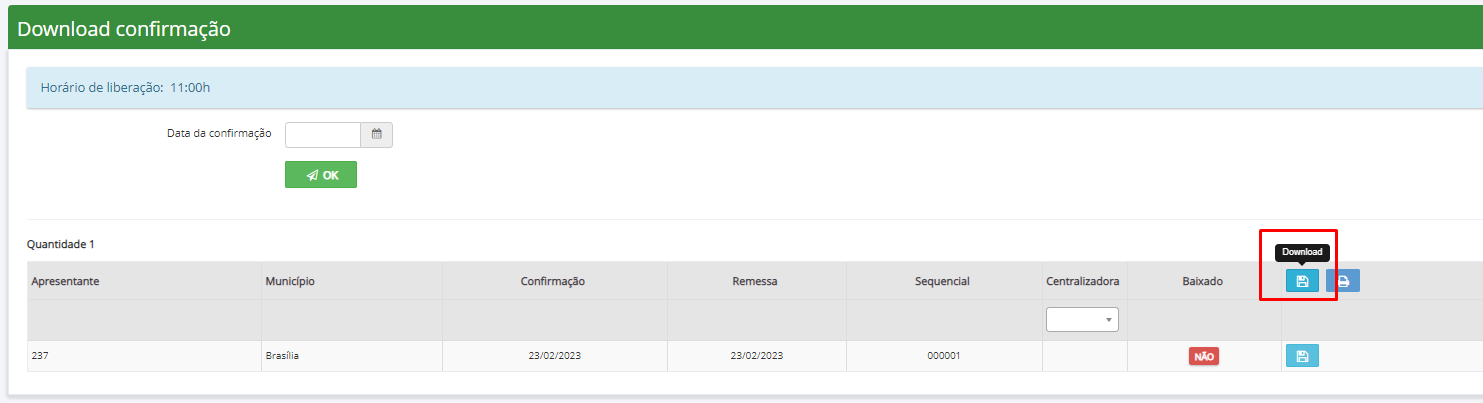 Download confirmação
Horário de liberação: 11:00h
Data da confirmação
OK
Quantidade 1
Download
Apresentante Município Confirmação Remessa Sequencial Centralizadora Baixado
237 Brasília 23/02/2023 23/02/2023 000001 NÃO